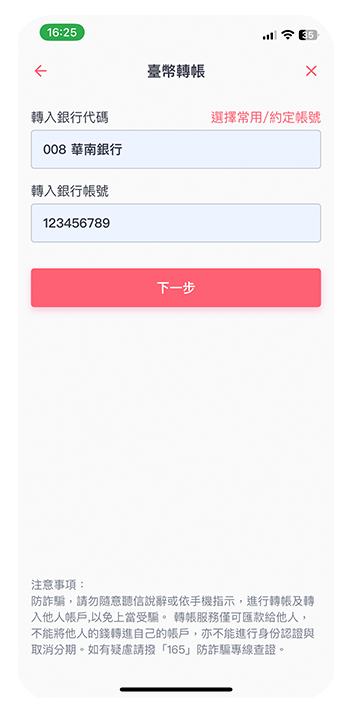 16:25
35
臺幣轉帳
轉入銀行代碼
選擇常用/約定帳號
008 華南銀行
轉入銀行帳號
123456789
下一步
注意事項：
防詐騙，請勿隨意聽信說辭或依手機指示，進行轉帳及轉
入他人帳戶,以免上當受騙。 轉帳服務僅可匯款給他人，
不能將他人的錢轉進自己的帳戶，亦不能進行身份認證與
取消分期。如有疑慮請撥「165」防詐騙專線查證。